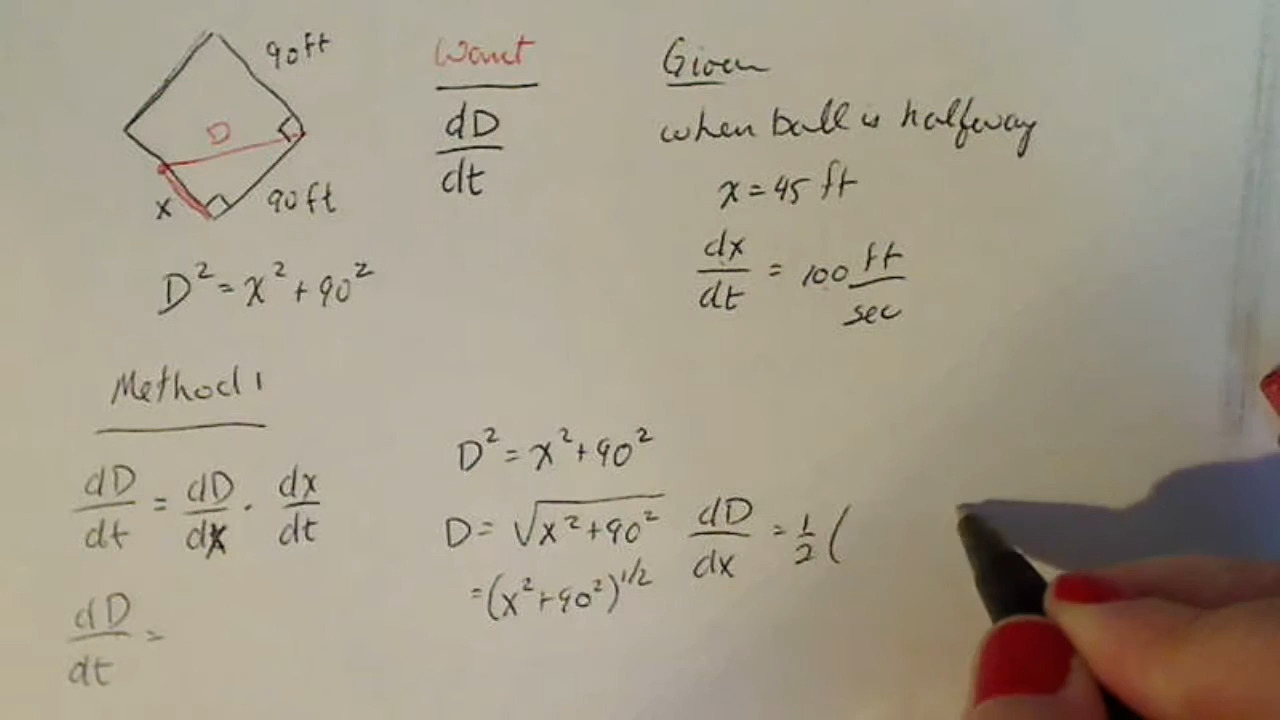 90ft
D
x
90ft
D² = x² + 90²
Want
dD/dt
Given
when ball is halfway
x = 45 ft
dx/dt = 100 ft/sec
Method 1
dD/dt = dD/dx · dx/dt
dD/dt =
D² = x² + 90²
D = √(x² + 90²)
= (x² + 90²)^1/2
dD/dx = 1/2 (